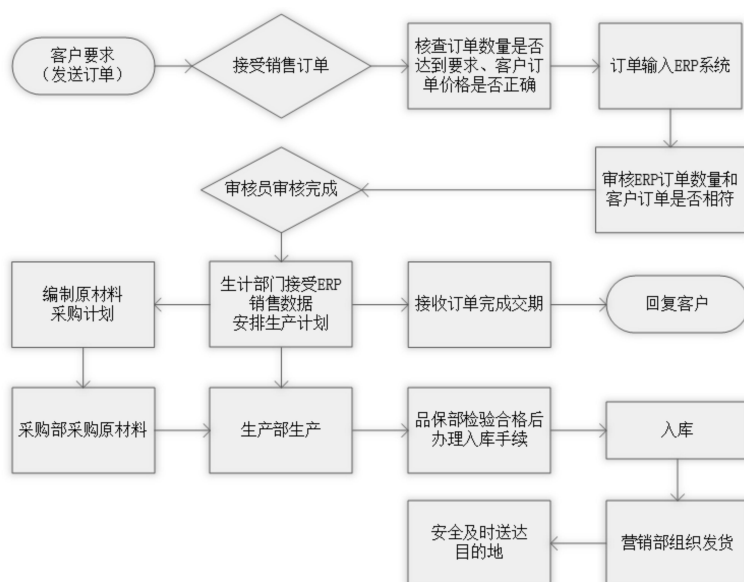 客户要求
（发送订单）
接受销售订单
核查订单数量是否
达到要求、客户订
单价格是否正确
订单输入ERP系统
审核员审核完成
审核ERP订单数量和
客户订单是否相符
编制原材料
采购计划
生计部门接受ERP
销售数据
安排生产计划
接收订单完成交期
回复客户
采购部采购原材料
生产部生产
品保部检验合格后
办理入库手续
入库
安全及时送达
目的地
营销部组织发货